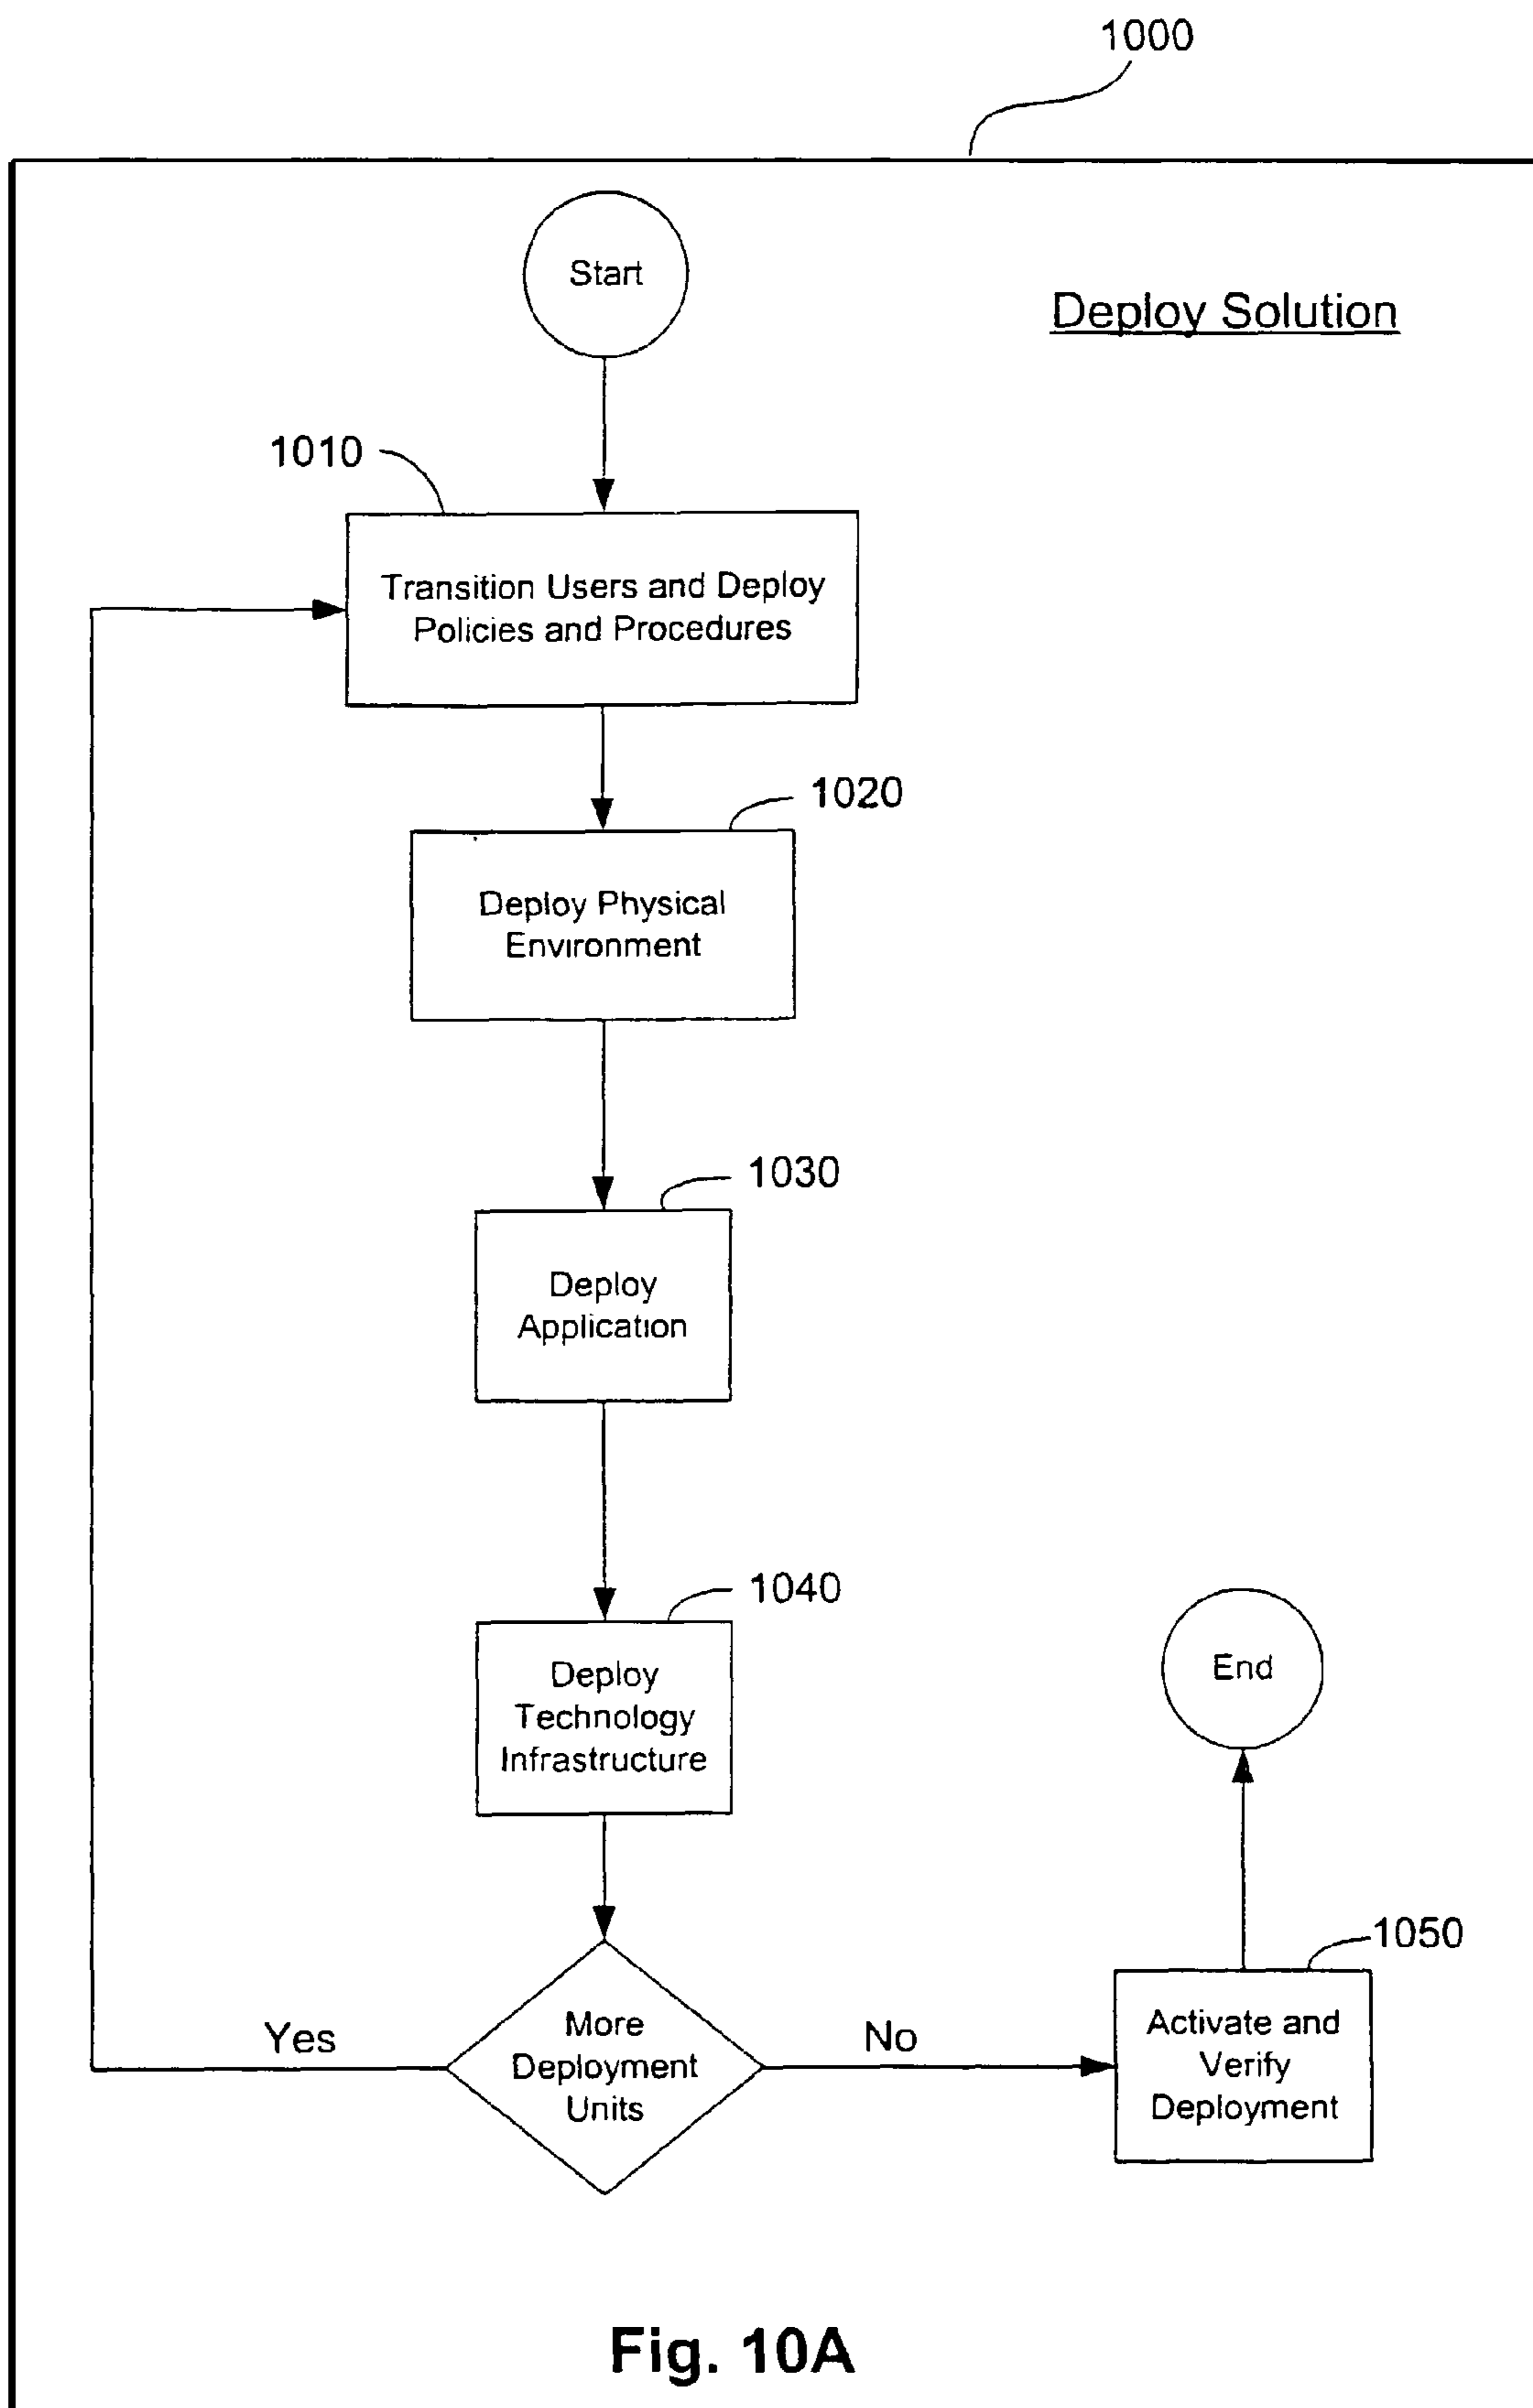 1000
Start
Deploy Solution
1010
Transition Users and Deploy
Policies and Procedures
1020
Deploy Physical
Environment
1030
Deploy
Application
1040
Deploy
Technology
Infrastructure
End
1050
More
Deployment
Units
Yes
No
Activate and
Verify
Deployment
Fig. 10A